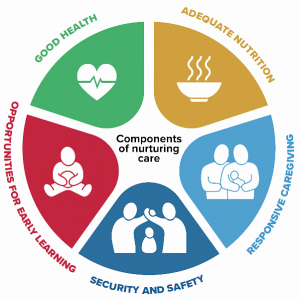 GOOD HEALTH
ADEQUATE NUTRITION
Components
of nurturing
care
OPPORTUNITIES FOR EARLY LEARNING
RESPONSIVE CAREGIVING
SECURITY AND SAFETY